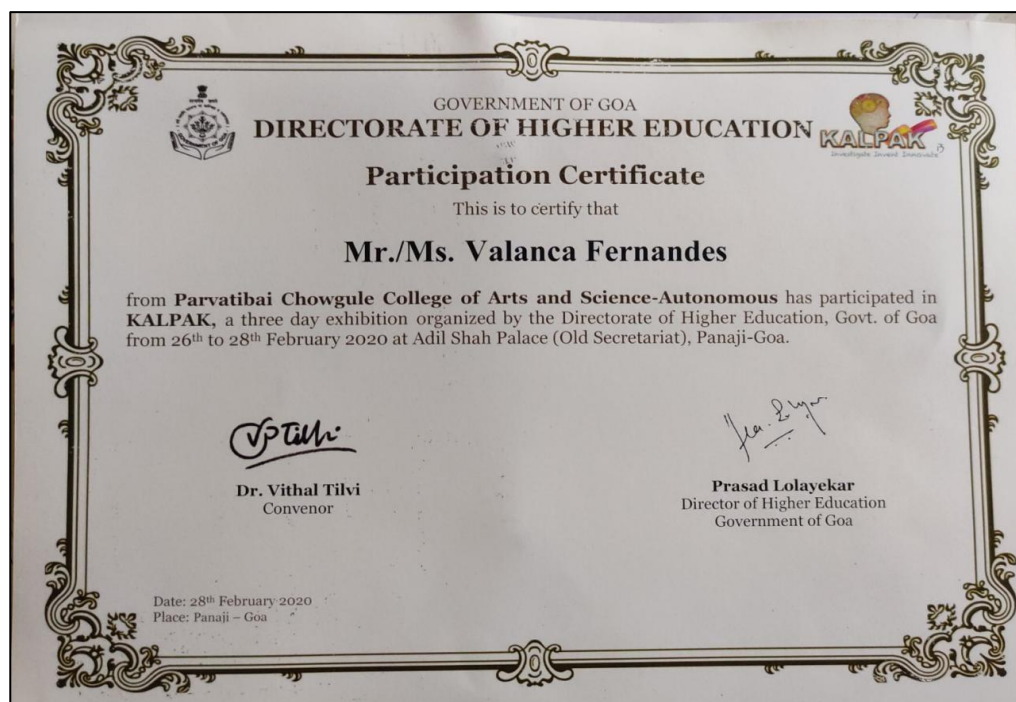 GOVERNMENT OF GOA
DIRECTORATE OF HIGHER EDUCATION
KALPAK
Investigate Invent Innovate
Participation Certificate
This is to certify that
Mr./Ms. Valanca Fernandes
from Parvatibai Chowgule College of Arts and Science-Autonomous has participated in
KALPAK, a three day exhibition organized by the Directorate of Higher Education, Govt. of Goa
from 26th to 28th February 2020 at Adil Shah Palace (Old Secretariat), Panaji-Goa.
VPTilvi
Dr. Vithal Tilvi
Convenor
Prasad Lolayekar
Director of Higher Education
Government of Goa
Date: 28th February 2020
Place: Panaji – Goa